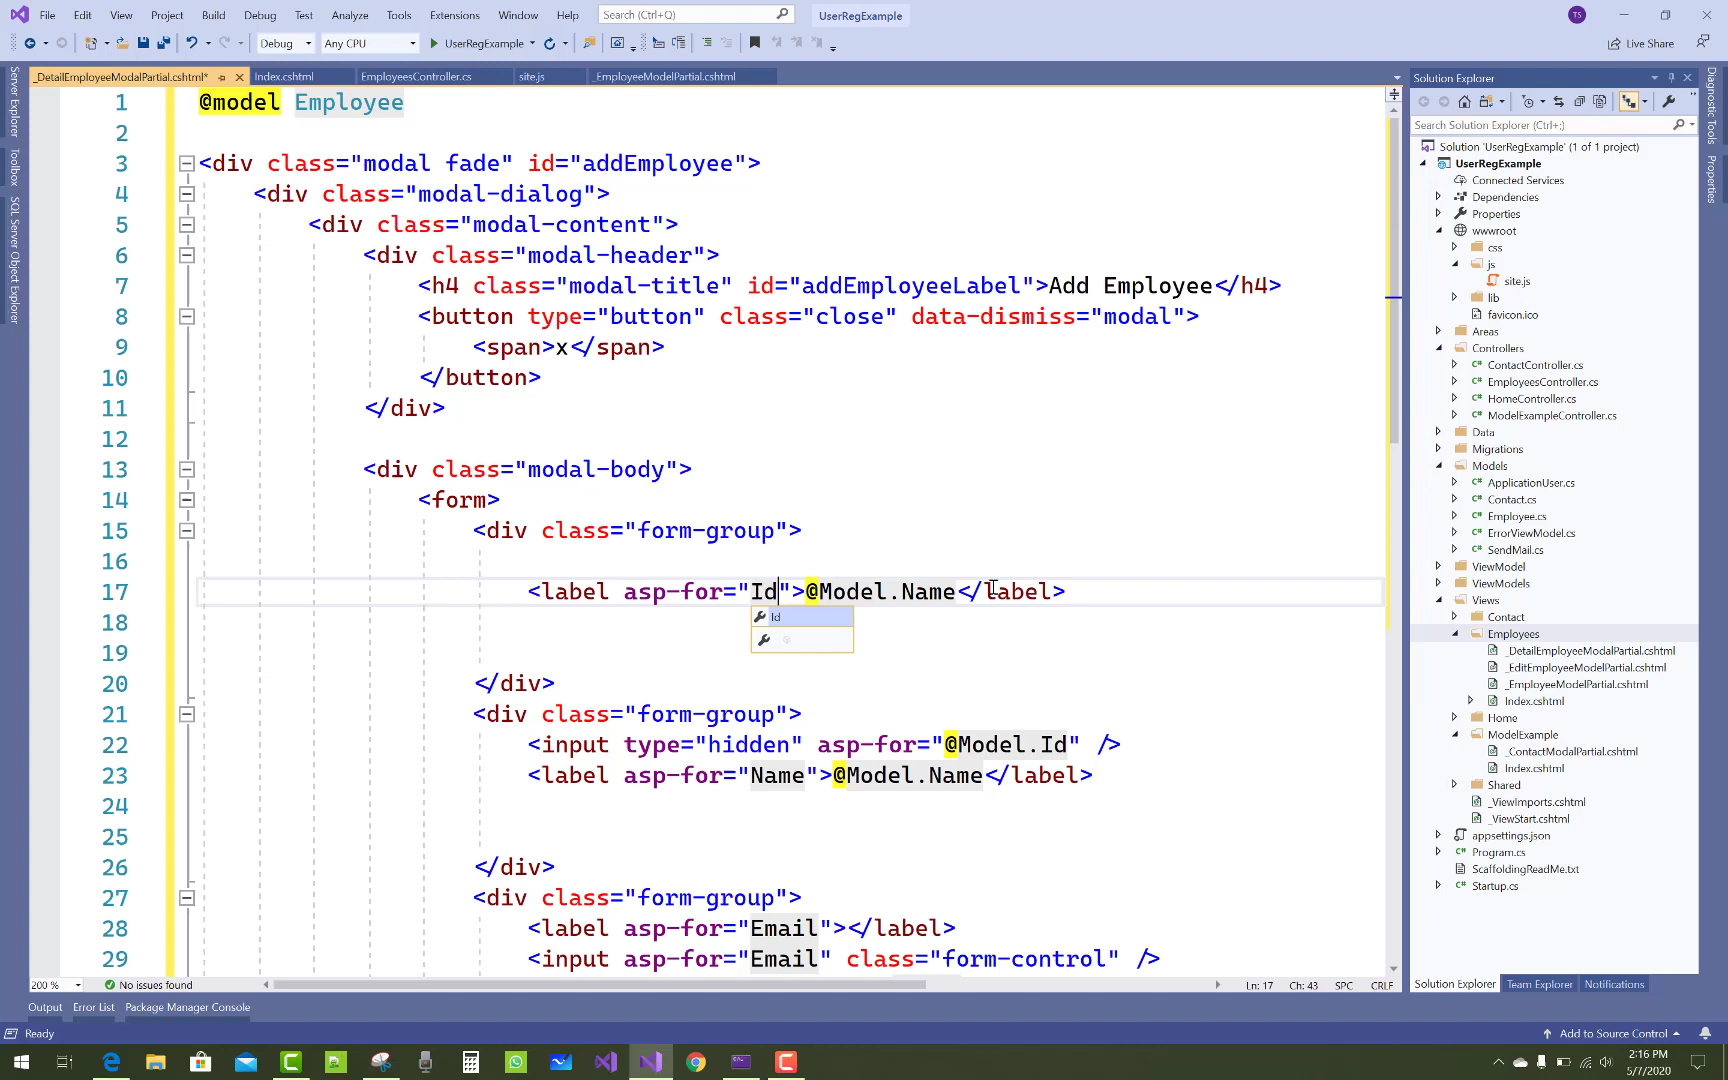 File Edit View Project Build Debug Test Analyze Tools Extensions Window Help Search (Ctrl+Q) UserRegExample TS
Debug Any CPU UserRegExample Live Share
_DetailEmployeeModalPartial.cshtml* Index.cshtml EmployeesController.cs site.js _EmployeeModelPartial.cshtml
Server Explorer
Toolbox
SQL Server Object Explorer
1 @model Employee
2
3 <div class="modal fade" id="addEmployee">
4 <div class="modal-dialog">
5 <div class="modal-content">
6 <div class="modal-header">
7 <h4 class="modal-title" id="addEmployeeLabel">Add Employee</h4>
8 <button type="button" class="close" data-dismiss="modal">
9 <span>x</span>
10 </button>
11 </div>
12
13 <div class="modal-body">
14 <form>
15 <div class="form-group">
16
17 <label asp-for="Id">@Model.Name</label>
Id
18
19
20 </div>
21 <div class="form-group">
22 <input type="hidden" asp-for="@Model.Id" />
23 <label asp-for="Name">@Model.Name</label>
24
25
26 </div>
27 <div class="form-group">
28 <label asp-for="Email"></label>
29 <input asp-for="Email" class="form-control" />
200 % No issues found Ln: 17 Ch: 43 SPC CRLF
Solution Explorer
Search Solution Explorer (Ctrl+;)
Solution 'UserRegExample' (1 of 1 project)
UserRegExample
Connected Services
Dependencies
Properties
wwwroot
css
js
site.js
lib
favicon.ico
Areas
Controllers
ContactController.cs
EmployeesController.cs
HomeController.cs
ModelExampleController.cs
Data
Migrations
Models
ApplicationUser.cs
Contact.cs
Employee.cs
ErrorViewModel.cs
SendMail.cs
ViewModel
ViewModels
Views
Contact
Employees
_DetailEmployeeModalPartial.cshtml
_EditEmployeeModelPartial.cshtml
_EmployeeModelPartial.cshtml
Index.cshtml
Home
ModelExample
_ContactModalPartial.cshtml
Index.cshtml
Shared
_ViewImports.cshtml
_ViewStart.cshtml
appsettings.json
Program.cs
ScaffoldingReadMe.txt
Startup.cs
Solution Explorer Team Explorer Notifications
Diagnostic Tools
Properties
Output Error List Package Manager Console
Ready Add to Source Control
2:16 PM
5/7/2020